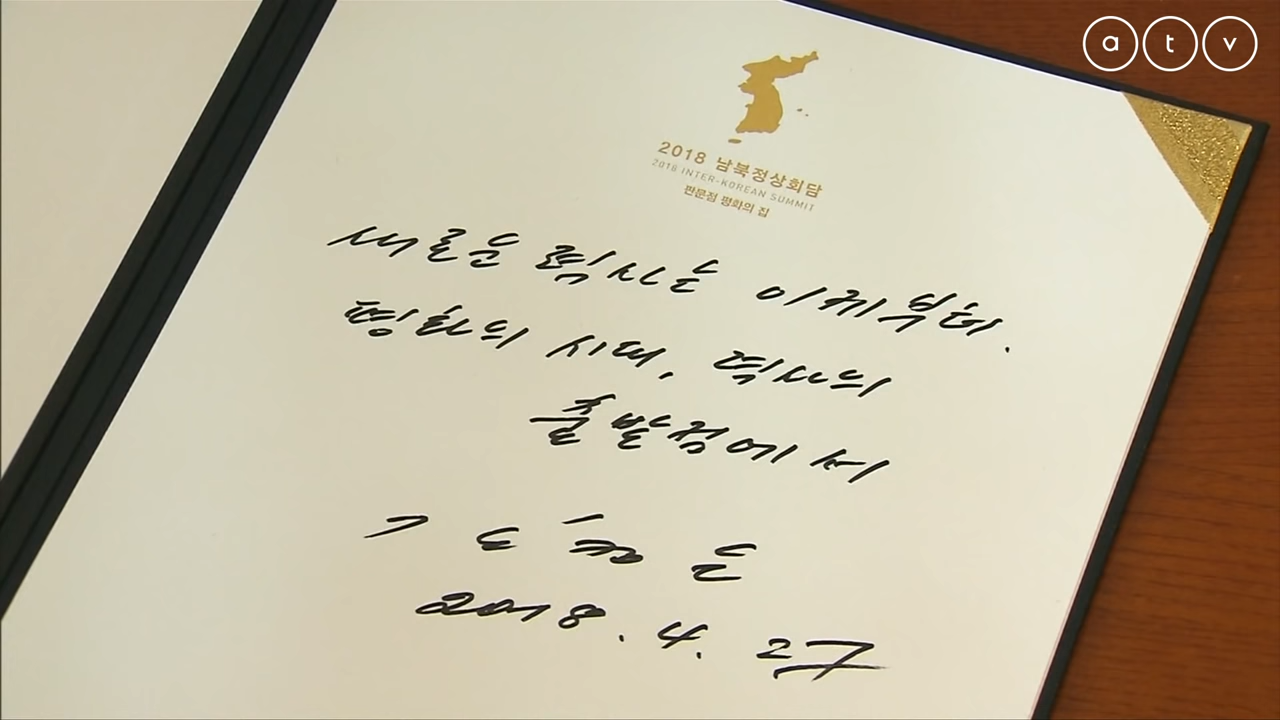 a t v
2018 남북정상회담
2018 INTER-KOREAN SUMMIT
판문점 평화의 집
새로운 력사는 이제부터.
평화의 시대, 력사의
출발점에서
김정은
2018. 4. 27